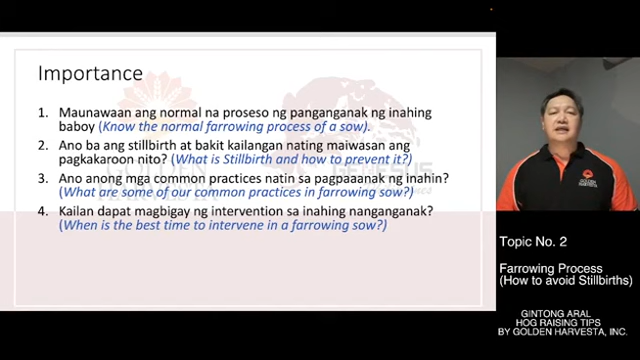 Importance
1. Maunawaan ang normal na proseso ng panganganak ng inahing
baboy (Know the normal farrowing process of a sow).
2. Ano ba ang stillbirth at bakit kailangan nating maiwasan ang
pagkakaroon nito? (What is Stillbirth and how to prevent it?)
3. Ano anong mga common practices natin sa pagpaaanak ng inahin?
(What are some of our common practices in farrowing sow?)
4. Kailan dapat magbigay ng intervention sa inahing nanganganak?
(When is the best time to intervene in a farrowing sow?)
GOLDEN
HARVESTA
GENESUS
GOLDEN HARVESTA
Topic No. 2
Farrowing Process
(How to avoid Stillbirths)
GINTONG ARAL
HOG RAISING TIPS
BY GOLDEN HARVESTA, INC.